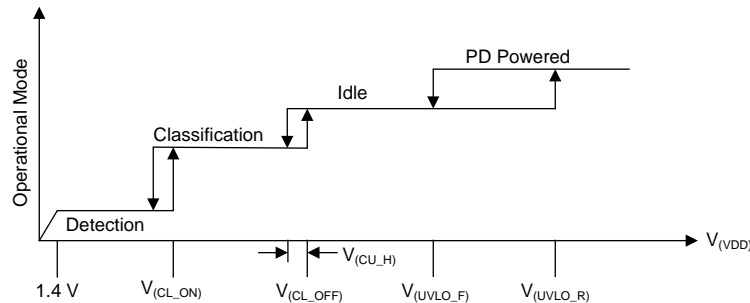 Operational Mode
PD Powered
Idle
Classification
Detection
V(VDD)
V(CU_H)
1.4 V
V(CL_ON)
V(CL_OFF)
V(UVLO_F)
V(UVLO_R)